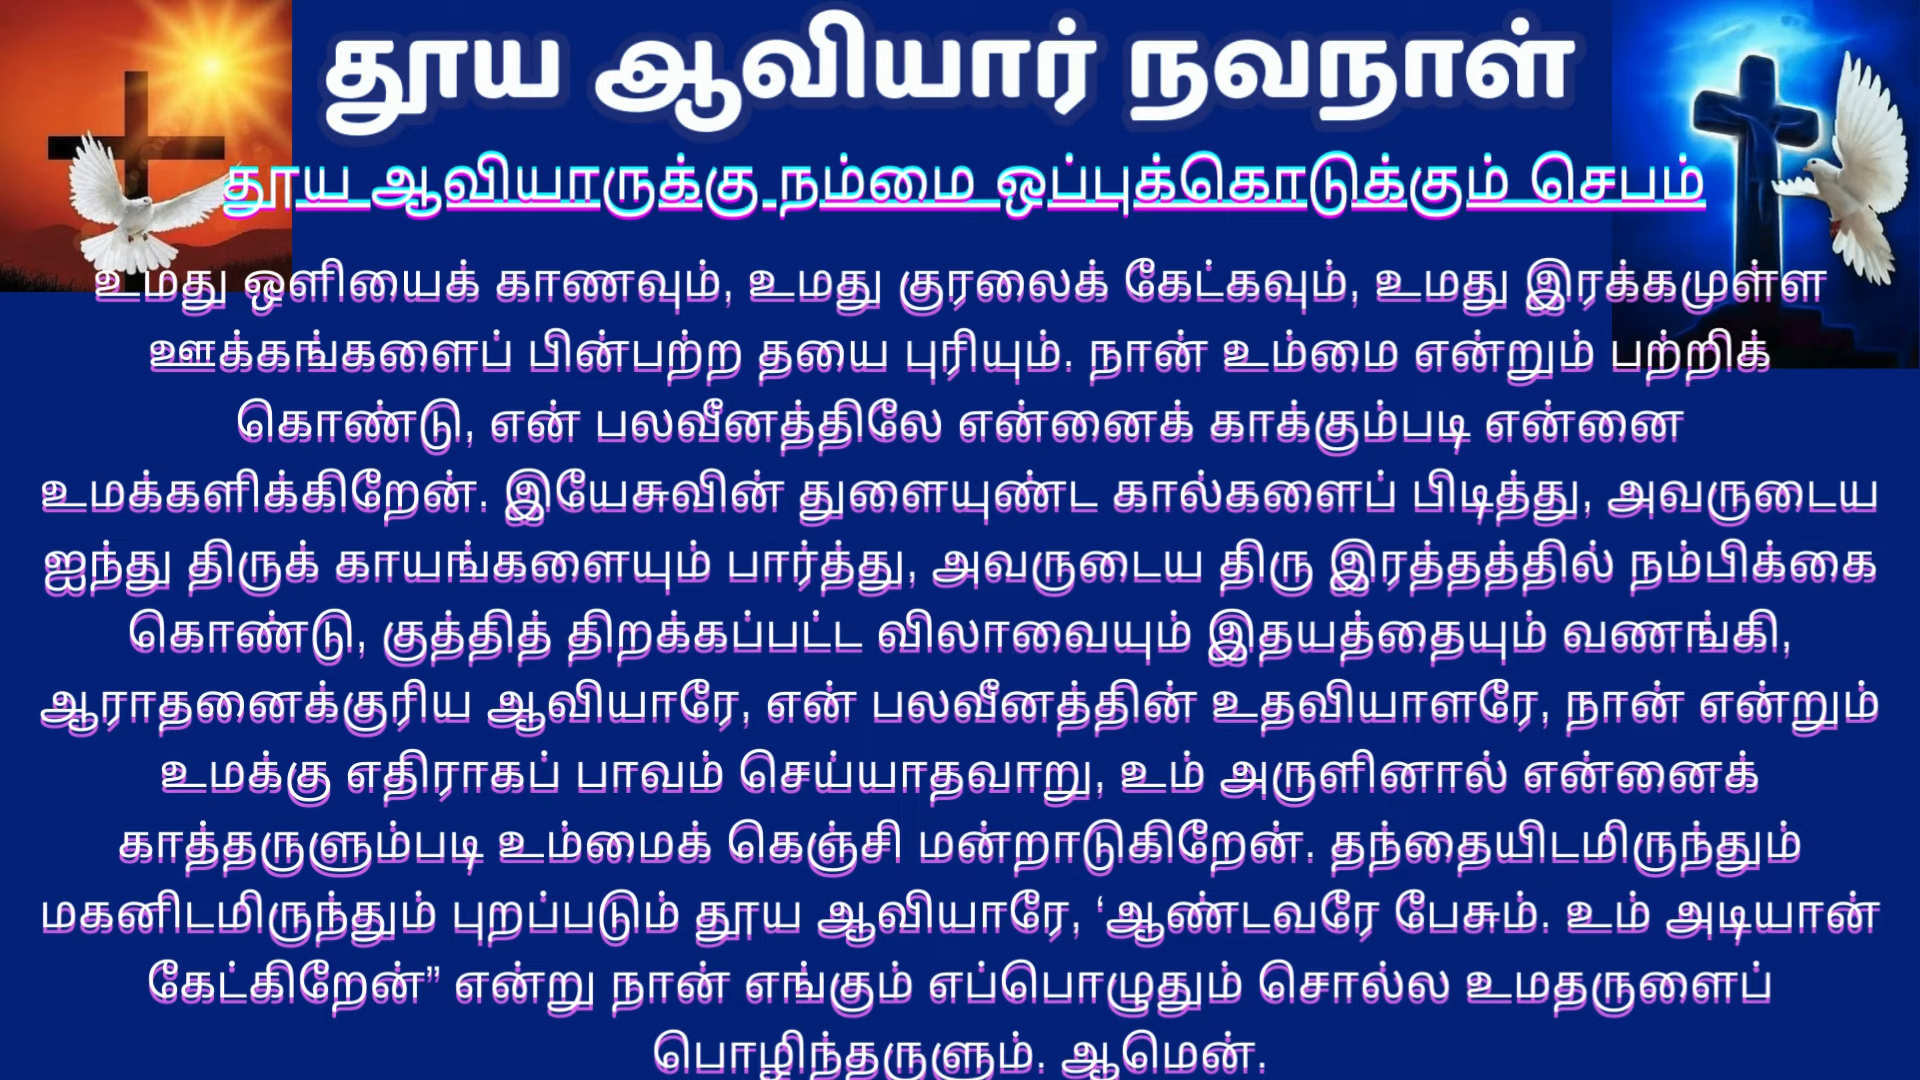 தூய ஆவியார் நவநாள்
தூய ஆவியாருக்கு நம்மை ஒப்புக்கொடுக்கும் செபம்
உமது ஒளியைக் காணவும், உமது குரலைக் கேட்கவும், உமது இரக்கமுள்ள
ஊக்கங்களைப் பின்பற்ற தயை புரியும். நான் உம்மை என்றும் பற்றிக்
கொண்டு, என் பலவீனத்திலே என்னைக் காக்கும்படி என்னை
உமக்களிக்கிறேன். இயேசுவின் துளையுண்ட கால்களைப் பிடித்து, அவருடைய
ஐந்து திருக் காயங்களையும் பார்த்து, அவருடைய திரு இரத்தத்தில் நம்பிக்கை
கொண்டு, குத்தித் திறக்கப்பட்ட விலாவையும் இதயத்தையும் வணங்கி,
ஆராதனைக்குரிய ஆவியாரே, என் பலவீனத்தின் உதவியாளரே, நான் என்றும்
உமக்கு எதிராகப் பாவம் செய்யாதவாறு, உம் அருளினால் என்னைக்
காத்தருளும்படி உம்மைக் கெஞ்சி மன்றாடுகிறேன். தந்தையிடமிருந்தும்
மகனிடமிருந்தும் புறப்படும் தூய ஆவியாரே, ‘ஆண்டவரே பேசும். உம் அடியான்
கேட்கிறேன்” என்று நான் எங்கும் எப்பொழுதும் சொல்ல உமதருளைப்
பொழிந்தருளும். ஆமென்.